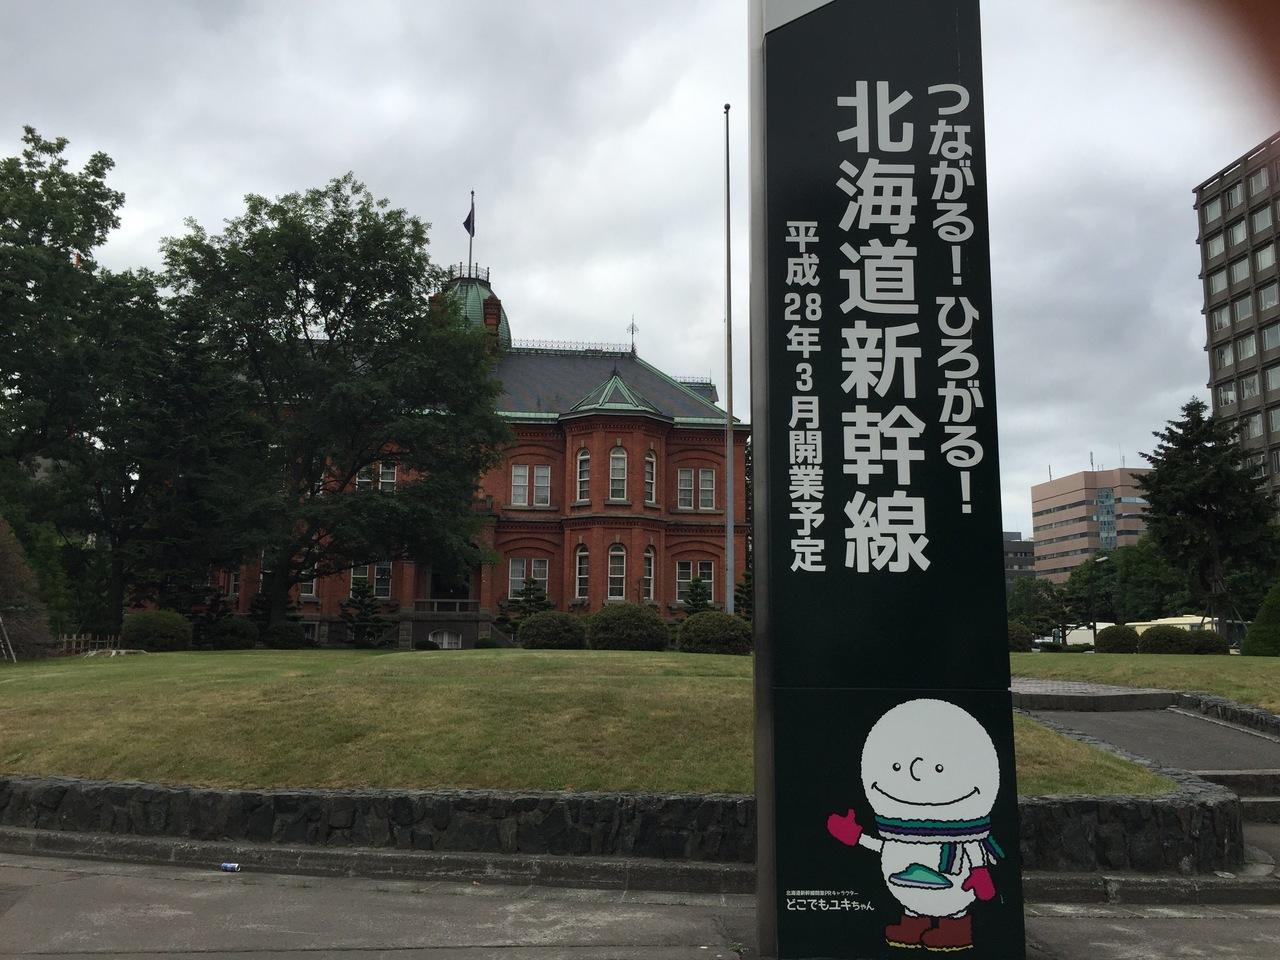 つながる!ひろがる!
北海道新幹線
平成28年3月開業予定
北海道新幹線開業PRキャラクター
どこでもユキちゃん